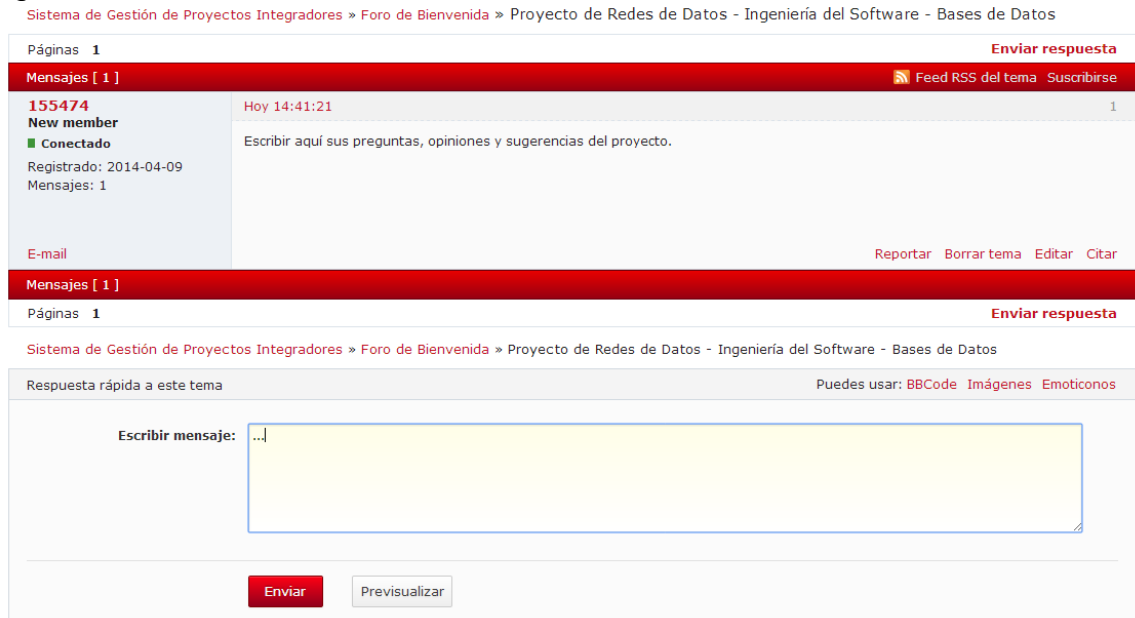 Sistema de Gestión de Proyectos Integradores » Foro de Bienvenida » Proyecto de Redes de Datos - Ingeniería del Software - Bases de Datos
Páginas 1 Enviar respuesta
Mensajes [ 1 ] Feed RSS del tema Suscribirse
155474 Hoy 14:41:21 1
New member
Conectado Escribir aquí sus preguntas, opiniones y sugerencias del proyecto.
Registrado: 2014-04-09
Mensajes: 1
E-mail Reportar Borrar tema Editar Citar
Mensajes [ 1 ]
Páginas 1 Enviar respuesta
Sistema de Gestión de Proyectos Integradores » Foro de Bienvenida » Proyecto de Redes de Datos - Ingeniería del Software - Bases de Datos
Respuesta rápida a este tema Puedes usar: BBCode Imágenes Emoticonos
Escribir mensaje: ...
Enviar Previsualizar